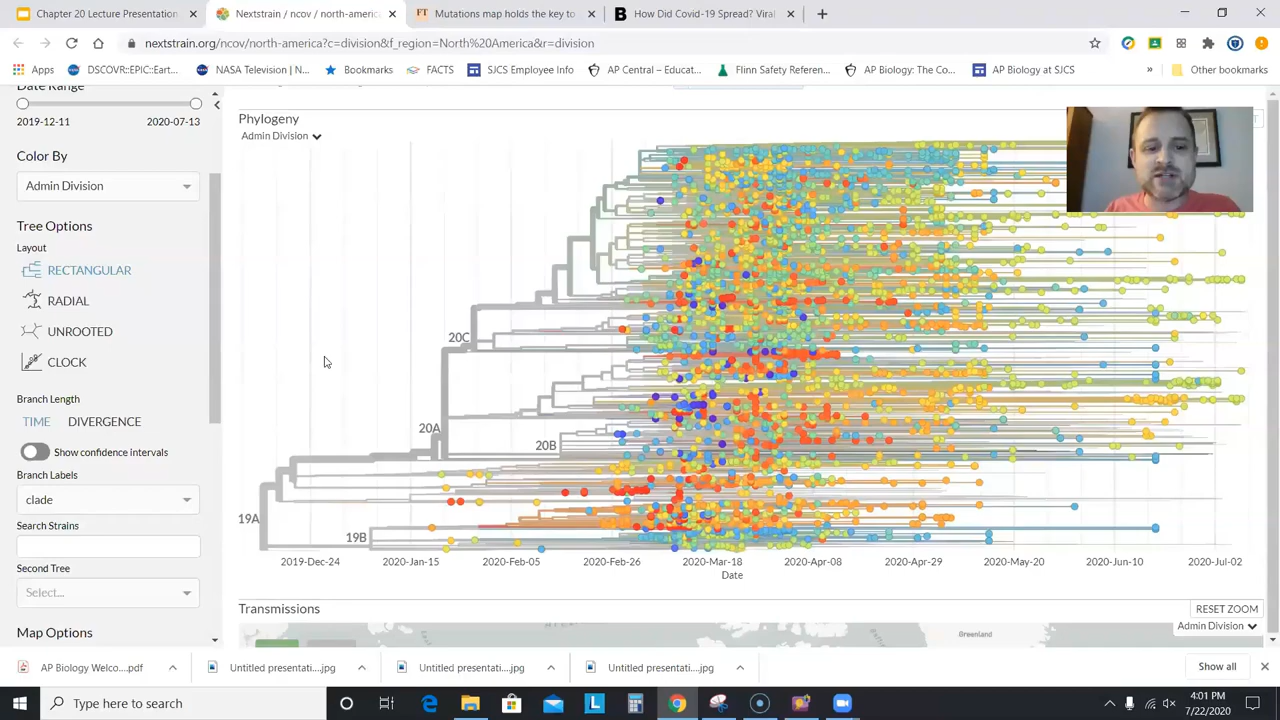 Chapter 20 Lecture Presentation
Nextstrain / ncov / north-americ
Mutations map holds the key to
How Did Covid-19 Spread? Viral
nextstrain.org/ncov/north-america?c=division&f_region=North%20America&r=division
Apps
DSCOVR::EPIC::Eart...
NASA Television | N...
Bookmarks
FACTS
SJCS Employee Info
AP Central – Educat...
Flinn Safety Referen...
AP Biology: The Co...
AP Biology at SJCS
»
Other bookmarks
Date Range
2019-12-11
2020-07-13
Color By
Admin Division
Tree Options
Layout
RECTANGULAR
RADIAL
UNROOTED
CLOCK
Branch Length
TIME
DIVERGENCE
Show confidence intervals
Branch Labels
clade
Search Strains
Second Tree
Select...
Map Options
Phylogeny
Admin Division
20C
20A
20B
19A
19B
2019-Dec-24
2020-Jan-15
2020-Feb-05
2020-Feb-26
2020-Mar-18
2020-Apr-08
2020-Apr-29
2020-May-20
2020-Jun-10
2020-Jul-02
Date
Transmissions
RESET ZOOM
Admin Division
Greenland
AP Biology Welco....pdf
Untitled presentati....jpg
Untitled presentati....jpg
Untitled presentati....jpg
Show all
Type here to search
4:01 PM
7/22/2020